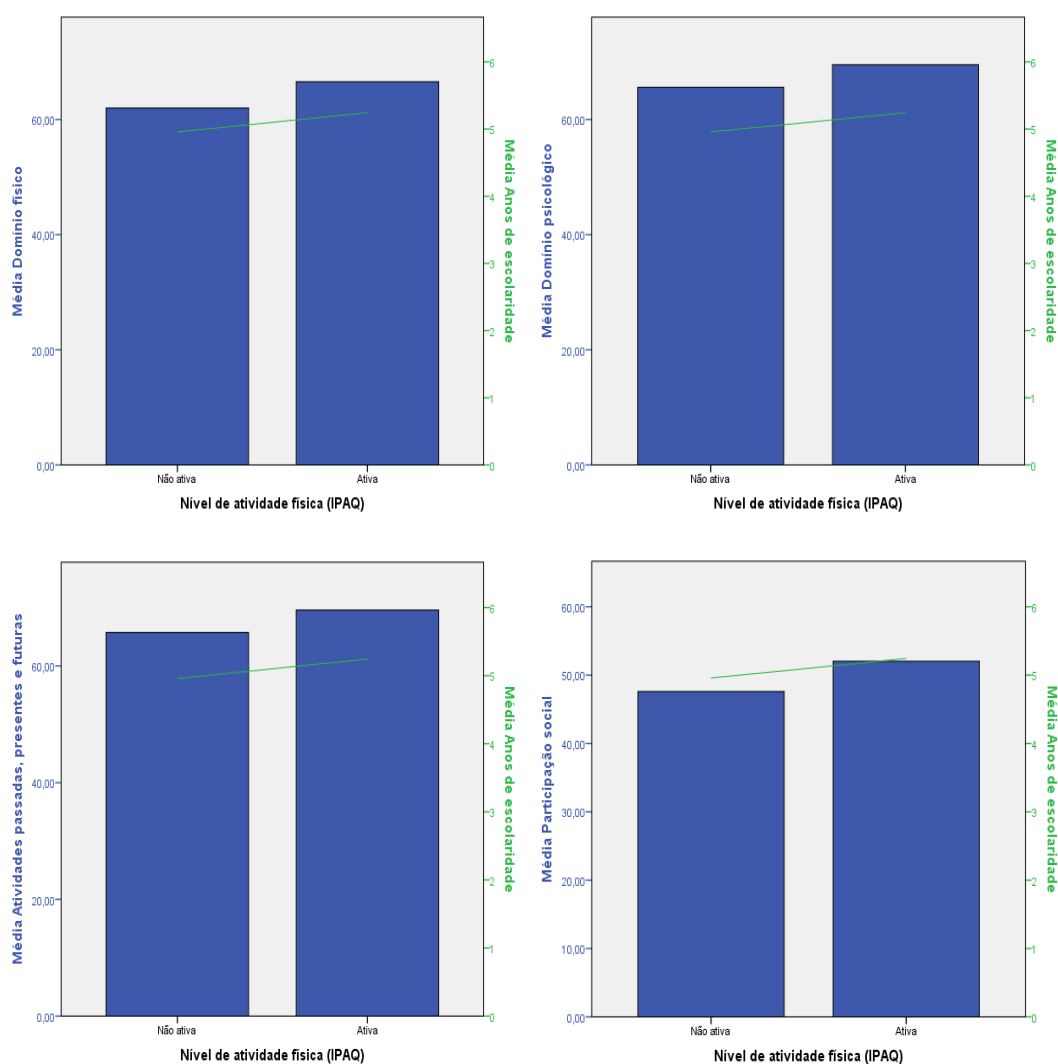 Média Domínio físico
60,00
40,00
20,00
0,00
6
5
4
3
2
1
0
Média Anos de escolaridade
Não ativa
Ativa
Nível de atividade física (IPAQ)
Média Domínio psicológico
60,00
40,00
20,00
0,00
6
5
4
3
2
1
0
Média Anos de escolaridade
Não ativa
Ativa
Nível de atividade física (IPAQ)
Média Atividades passadas, presentes e futuras
60,00
40,00
20,00
0,00
6
5
4
3
2
1
0
Média Anos de escolaridade
Não ativa
Ativa
Nível de atividade física (IPAQ)
Média Participação social
60,00
50,00
40,00
30,00
20,00
10,00
0,00
6
5
4
3
2
1
0
Média Anos de escolaridade
Não ativa
Ativa
Nível de atividade física (IPAQ)